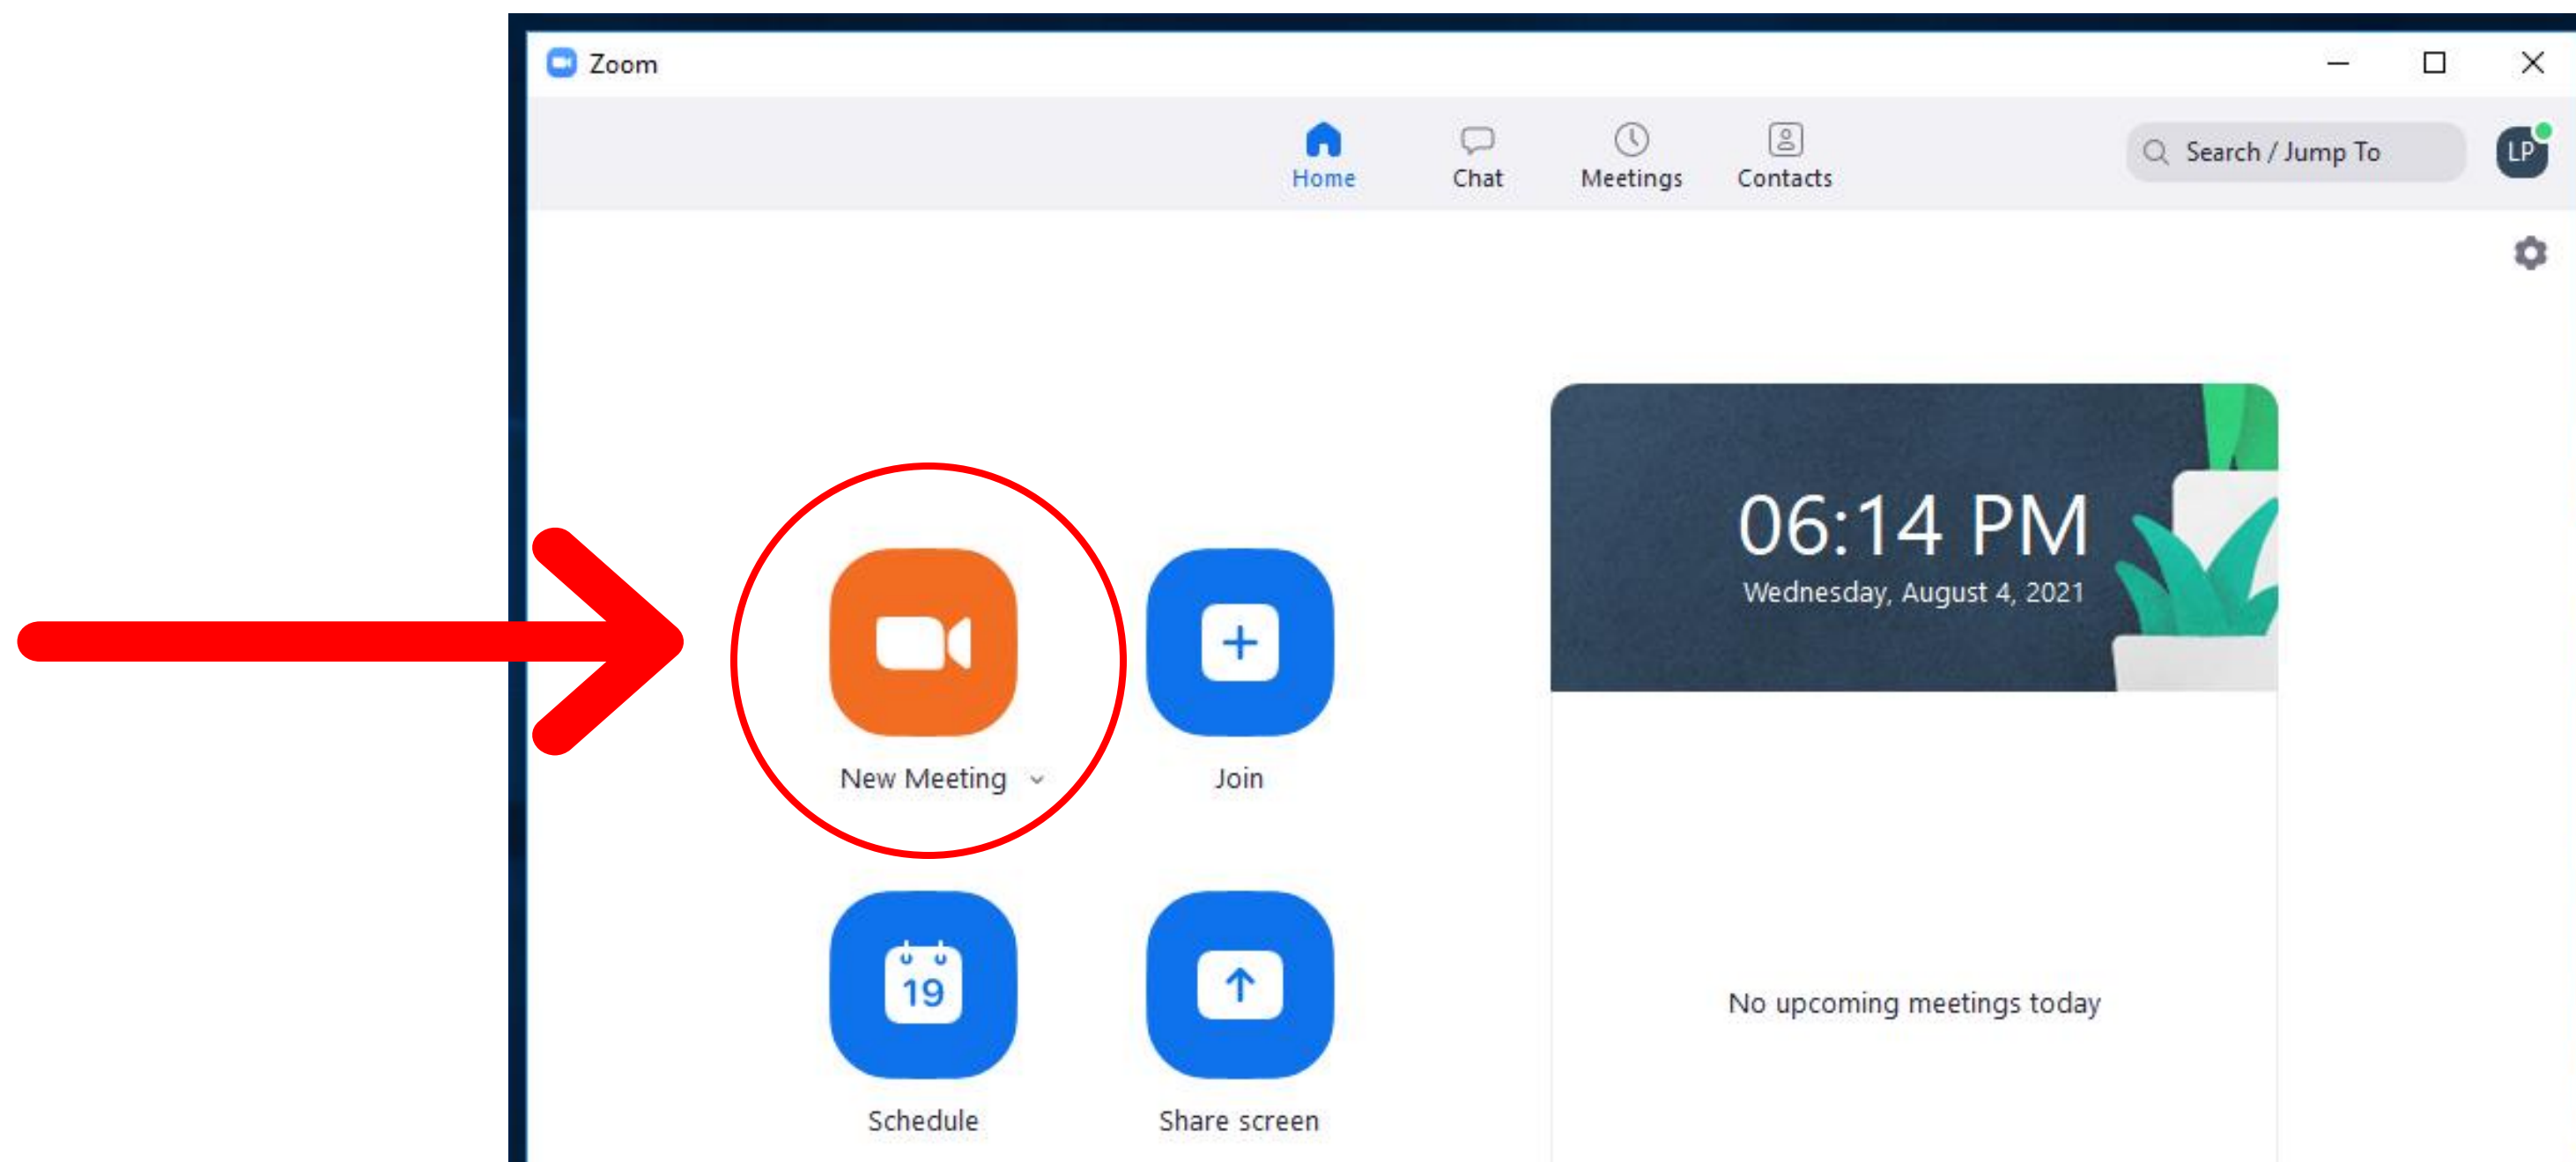 Zoom
Home Chat Meetings Contacts
Search / Jump To
LP
06:14 PM
Wednesday, August 4, 2021
New Meeting
Join
19
Schedule
Share screen
No upcoming meetings today